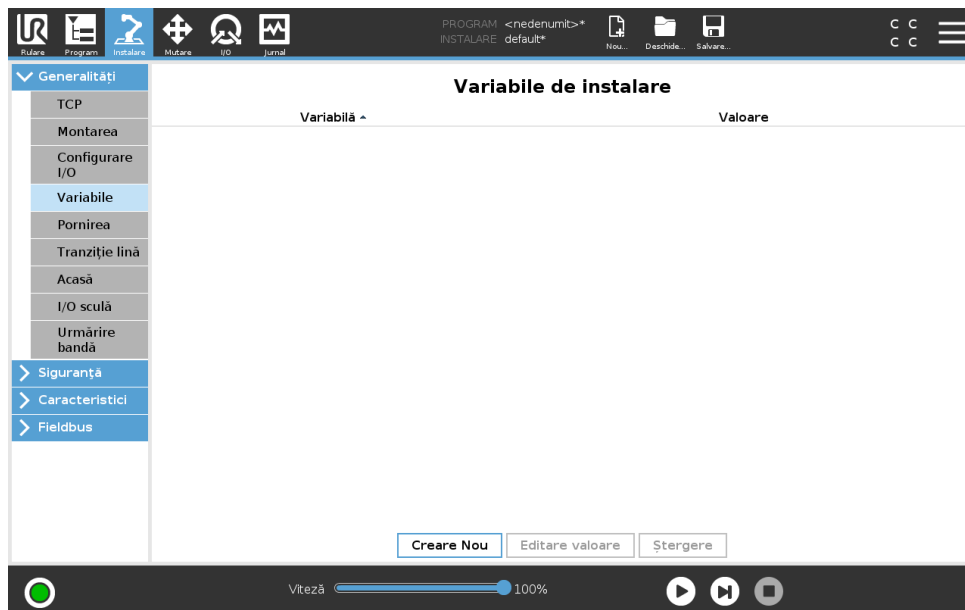 Rulare
Program
Instalare
Mutare
I/O
Jurnal
PROGRAM <nedenumit>*
INSTALARE default*
Nou...
Deschide...
Salvare...
C C
C C
Generalități
TCP
Montarea
Configurare
I/O
Variabile
Pornirea
Tranziție lină
Acasă
I/O sculă
Urmărire
bandă
Siguranță
Caracteristici
Fieldbus
Variabile de instalare
Variabilă
Valoare
Creare Nou
Editare valoare
Ștergere
Viteză
100%